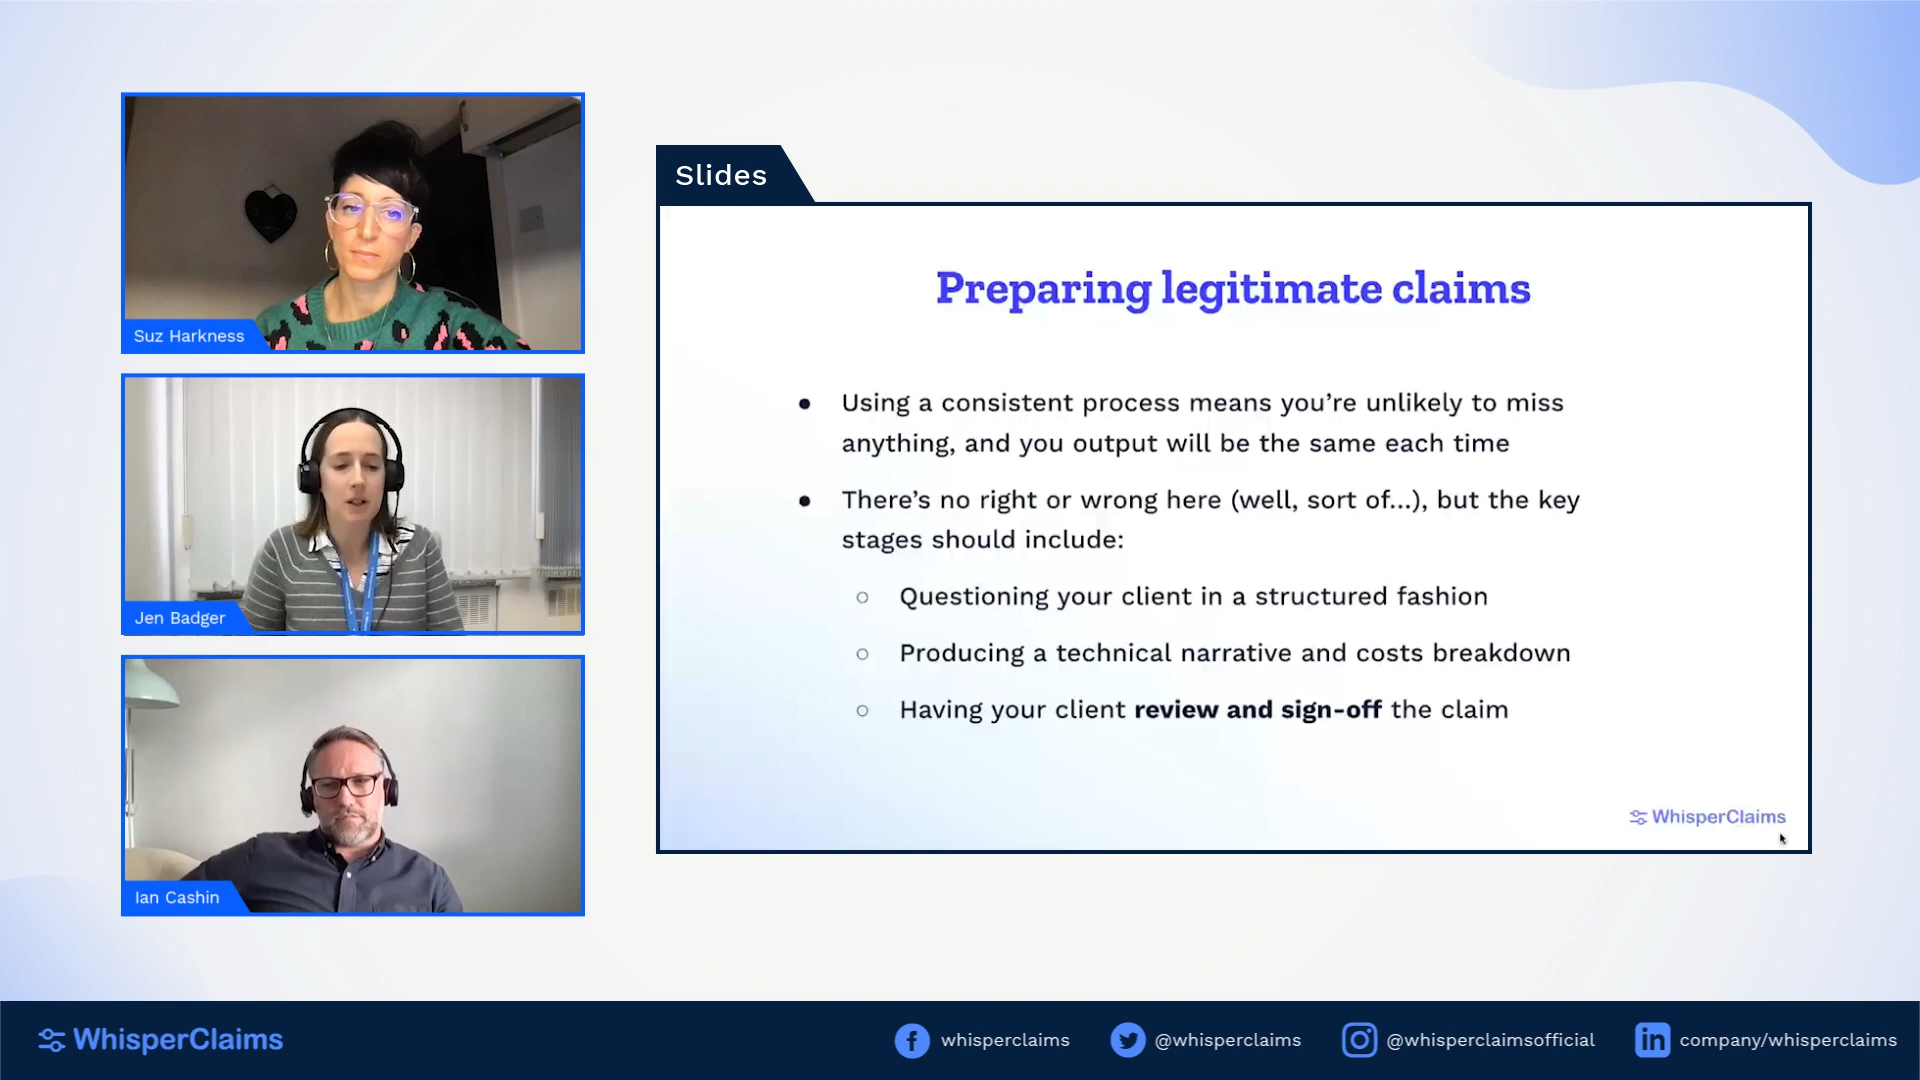 Suz Harkness
Jen Badger
Ian Cashin
Slides
Preparing legitimate claims
● Using a consistent process means you're unlikely to miss
anything, and you output will be the same each time
● There's no right or wrong here (well, sort of...), but the key
stages should include:
○ Questioning your client in a structured fashion
○ Producing a technical narrative and costs breakdown
○ Having your client review and sign-off the claim
WhisperClaims
WhisperClaims
whisperclaims
@whisperclaims
@whisperclaimsofficial
company/whisperclaims